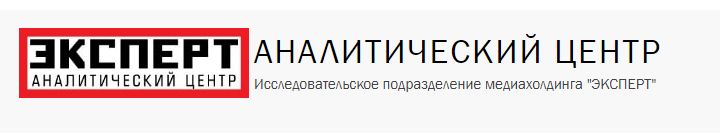 ЭКСПЕРТ
АНАЛИТИЧЕСКИЙ ЦЕНТР
АНАЛИТИЧЕСКИЙ ЦЕНТР
Исследовательское подразделение медиахолдинга "ЭКСПЕРТ"